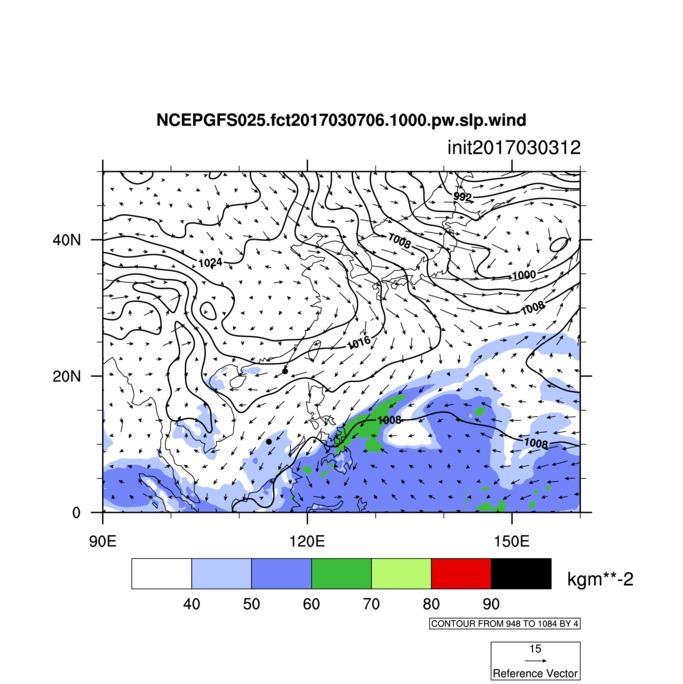 NCEPGFS025.fct2017030706.1000.pw.slp.wind
init2017030312
992
1008
40N
1024
1000
1008
1016
20N
1008
1008
0
90E 120E 150E
kgm**-2
40 50 60 70 80 90
CONTOUR FROM 948 TO 1084 BY 4
15
Reference Vector